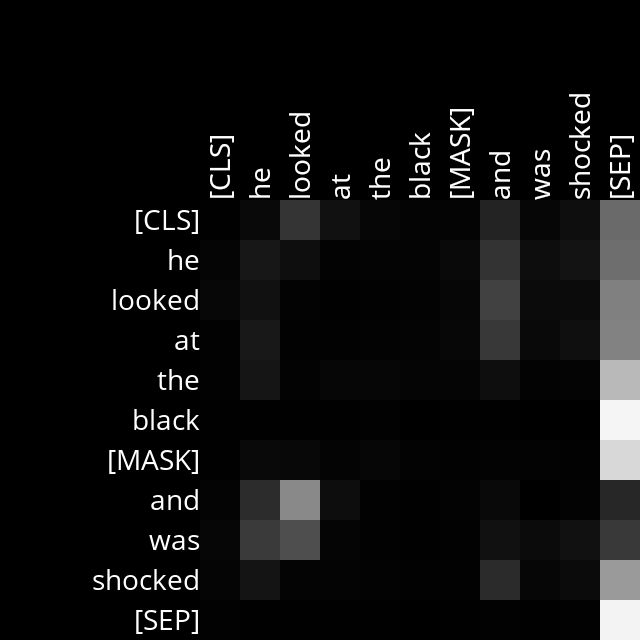 [CLS] he looked at the black [MASK] and was shocked [SEP]
[CLS]
he
looked
at
the
black
[MASK]
and
was
shocked
[SEP]